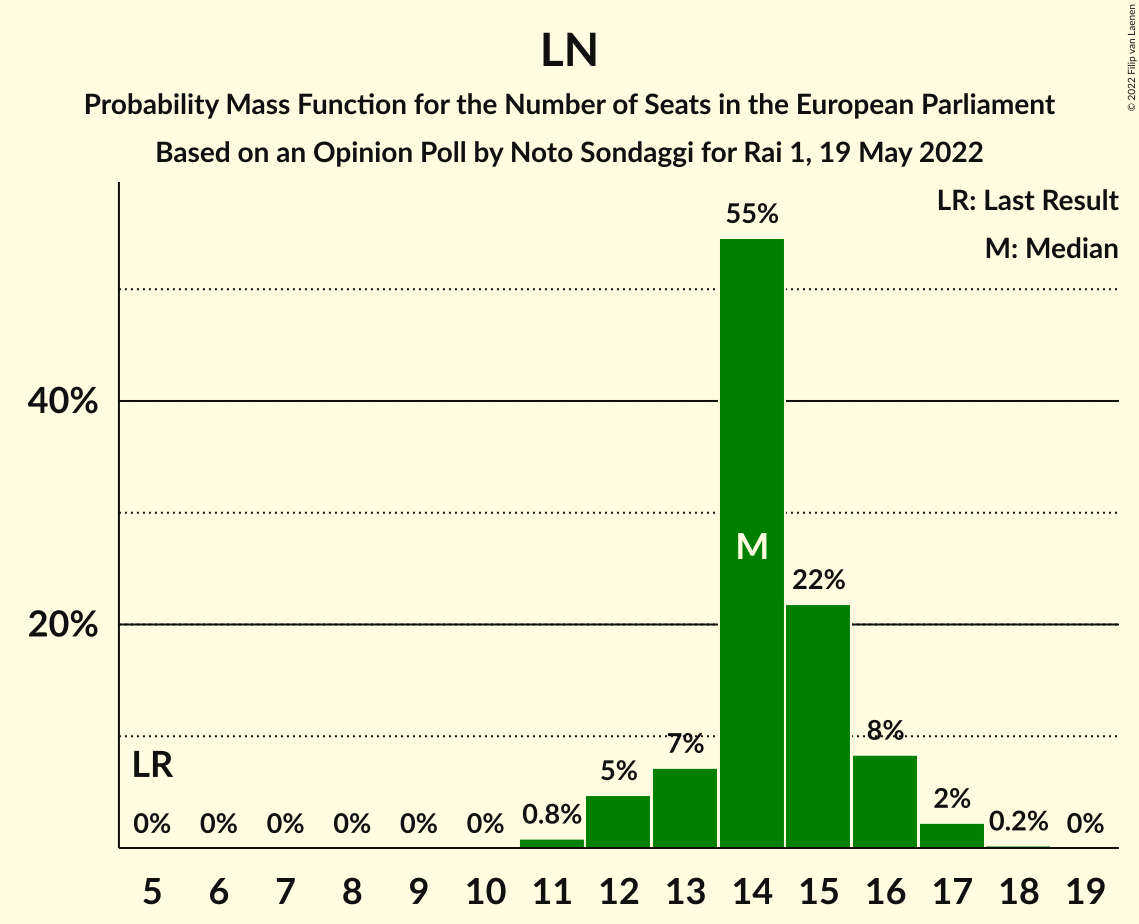 LN
Probability Mass Function for the Number of Seats in the European Parliament
Based on an Opinion Poll by Noto Sondaggi for Rai 1, 19 May 2022
© 2022 Filip van Laenen
LR: Last Result
M: Median
55%
40%
M
22%
20%
8%
7%
LR
5%
2%
0% 0% 0% 0% 0% 0% 0.8% 0.2% 0%
5 6 7 8 9 10 11 12 13 14 15 16 17 18 19